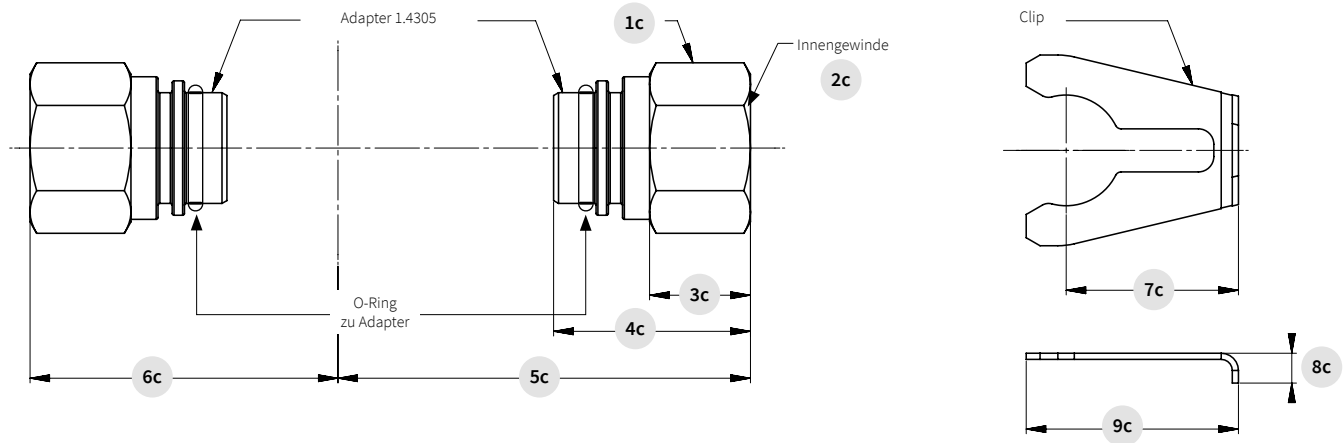 Adapter 1.4305
1c
Innengewinde
2c
Clip
O-Ring
zu Adapter
3c
4c
5c
6c
7c
8c
9c